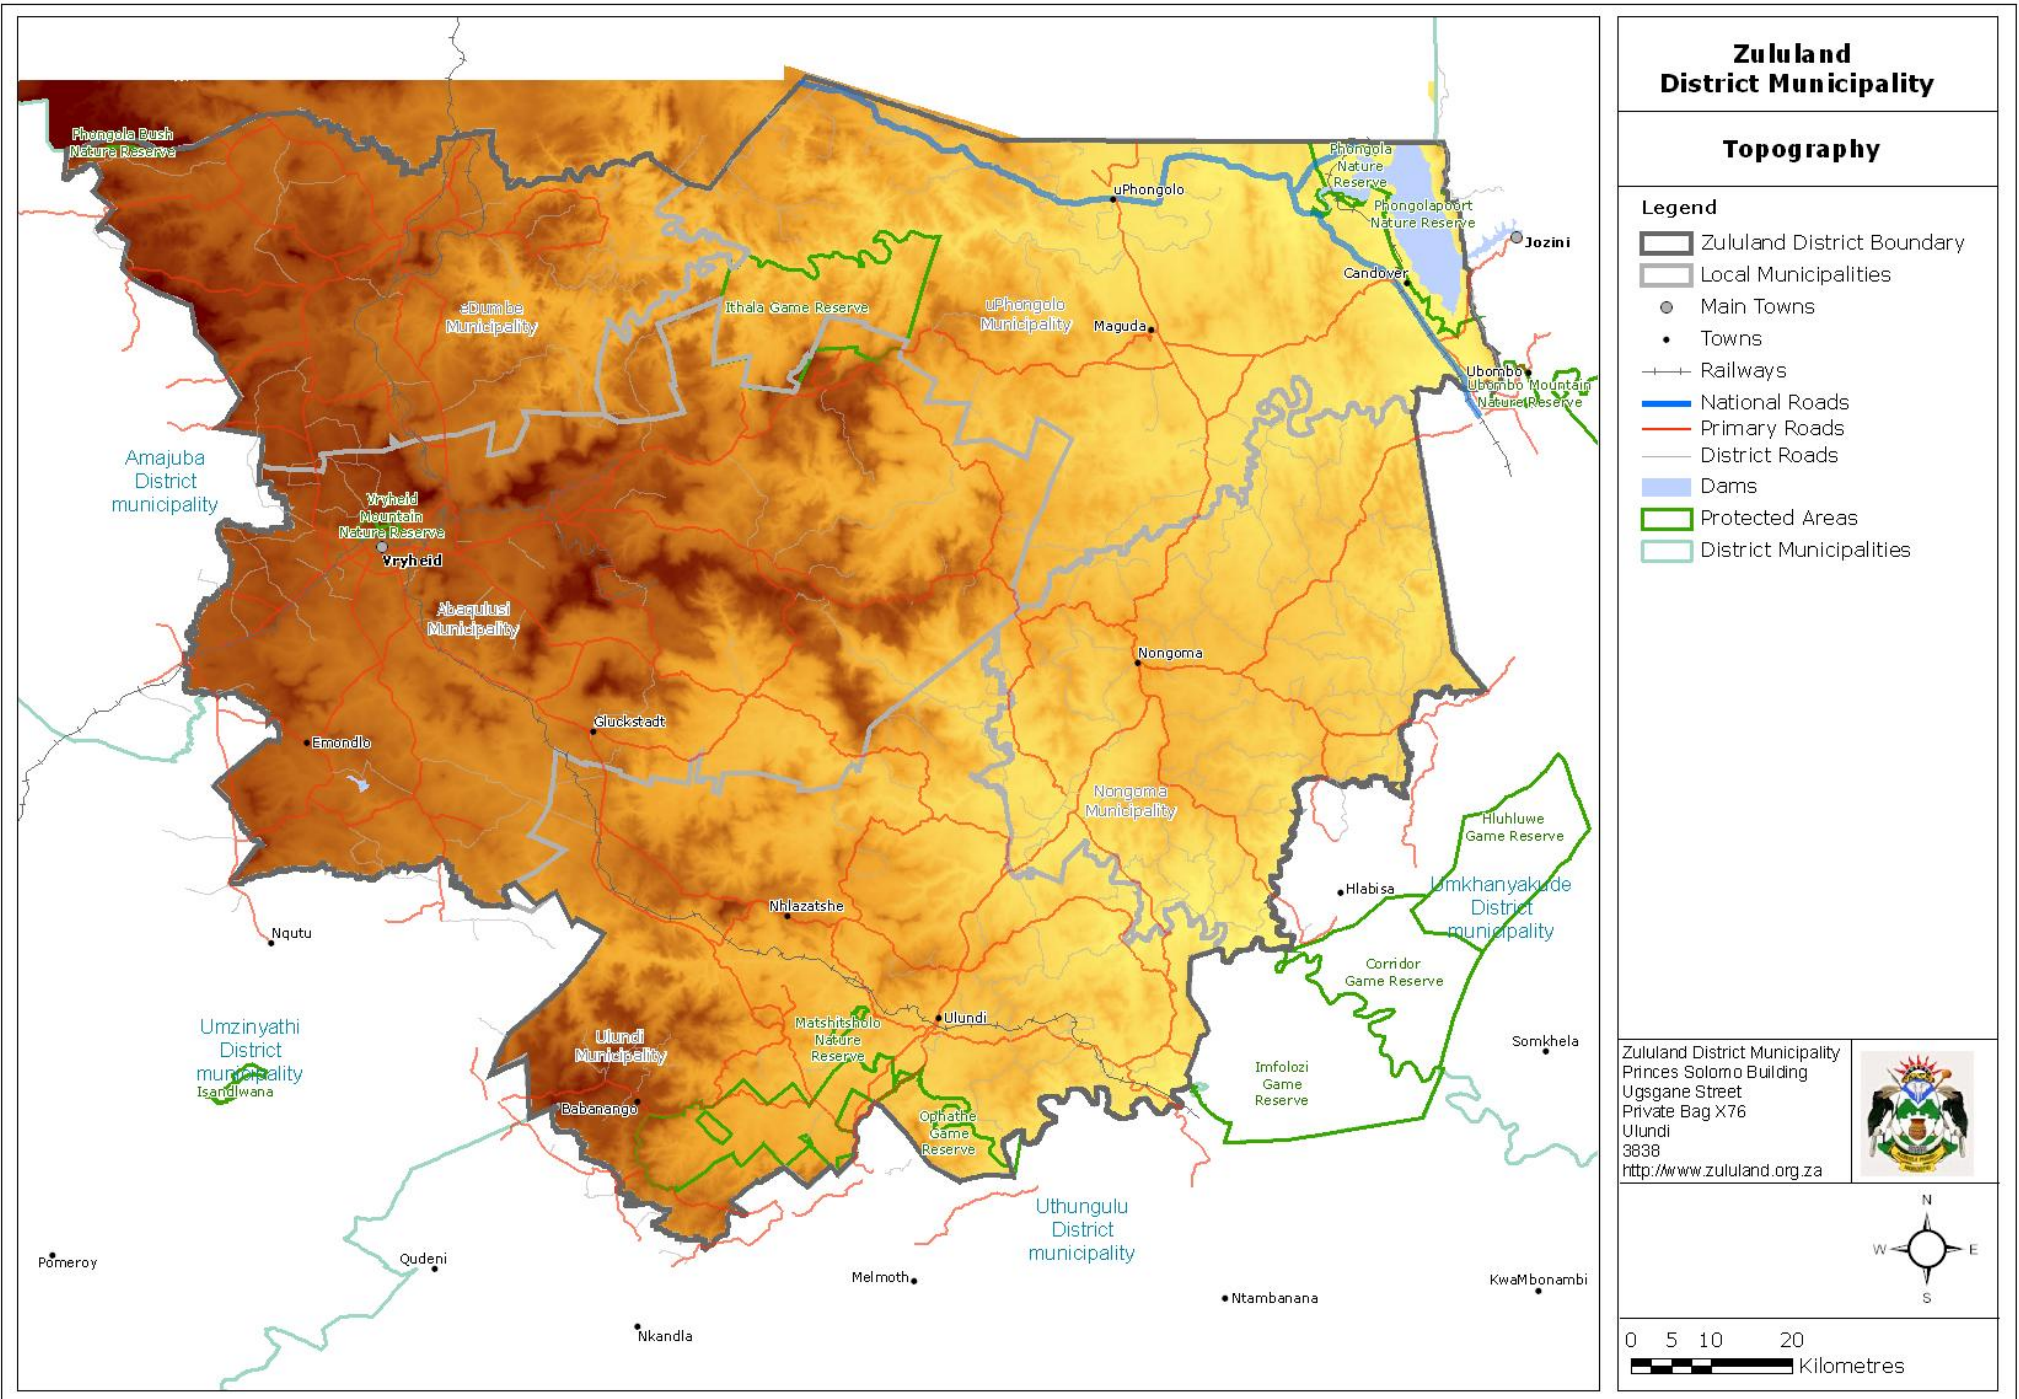 Zululand
District Municipality
Topography
Legend
Zululand District Boundary
Local Municipalities
Main Towns
Towns
Railways
National Roads
Primary Roads
District Roads
Dams
Protected Areas
District Municipalities
Zululand District Municipality
Princes Solomo Building
Ugsgane Street
Private Bag X76
Ulundi
3838
http://www.zululand.org.za
N
W
E
S
0 5 10 20
Kilometres
Phongola Bush
Nature Reserve
Phongola
Nature
Reserve
uPhongolo
Phongolapoort
Nature Reserve
Jozini
Candover
eDumbe
Municipality
Ithala Game Reserve
uPhongolo
Municipality
Maguda
Ubombo
Ubombo Mountain
Nature Reserve
Amajuba
District
municipality
Vryheid
Mountain
Nature Reserve
Vryheid
Abaqulusi
Municipality
Nongoma
Gluckstadt
Emondlo
Nongoma
Municipality
Hluhluwe
Game Reserve
Hlabisa
Umkhanyakude
District
municipality
Nhlazatshe
Nqutu
Corridor
Game Reserve
Umzinyathi
District
municipality
Isandlwana
Ulundi
Municipality
Matshitsholo
Nature
Reserve
Ulundi
Somkhela
Imfolozi
Game
Reserve
Babanango
Ophathe
Game
Reserve
Uthungulu
District
municipality
Pomeroy
Qudeni
Melmoth
Ntambanana
KwaMbonambi
Nkandla